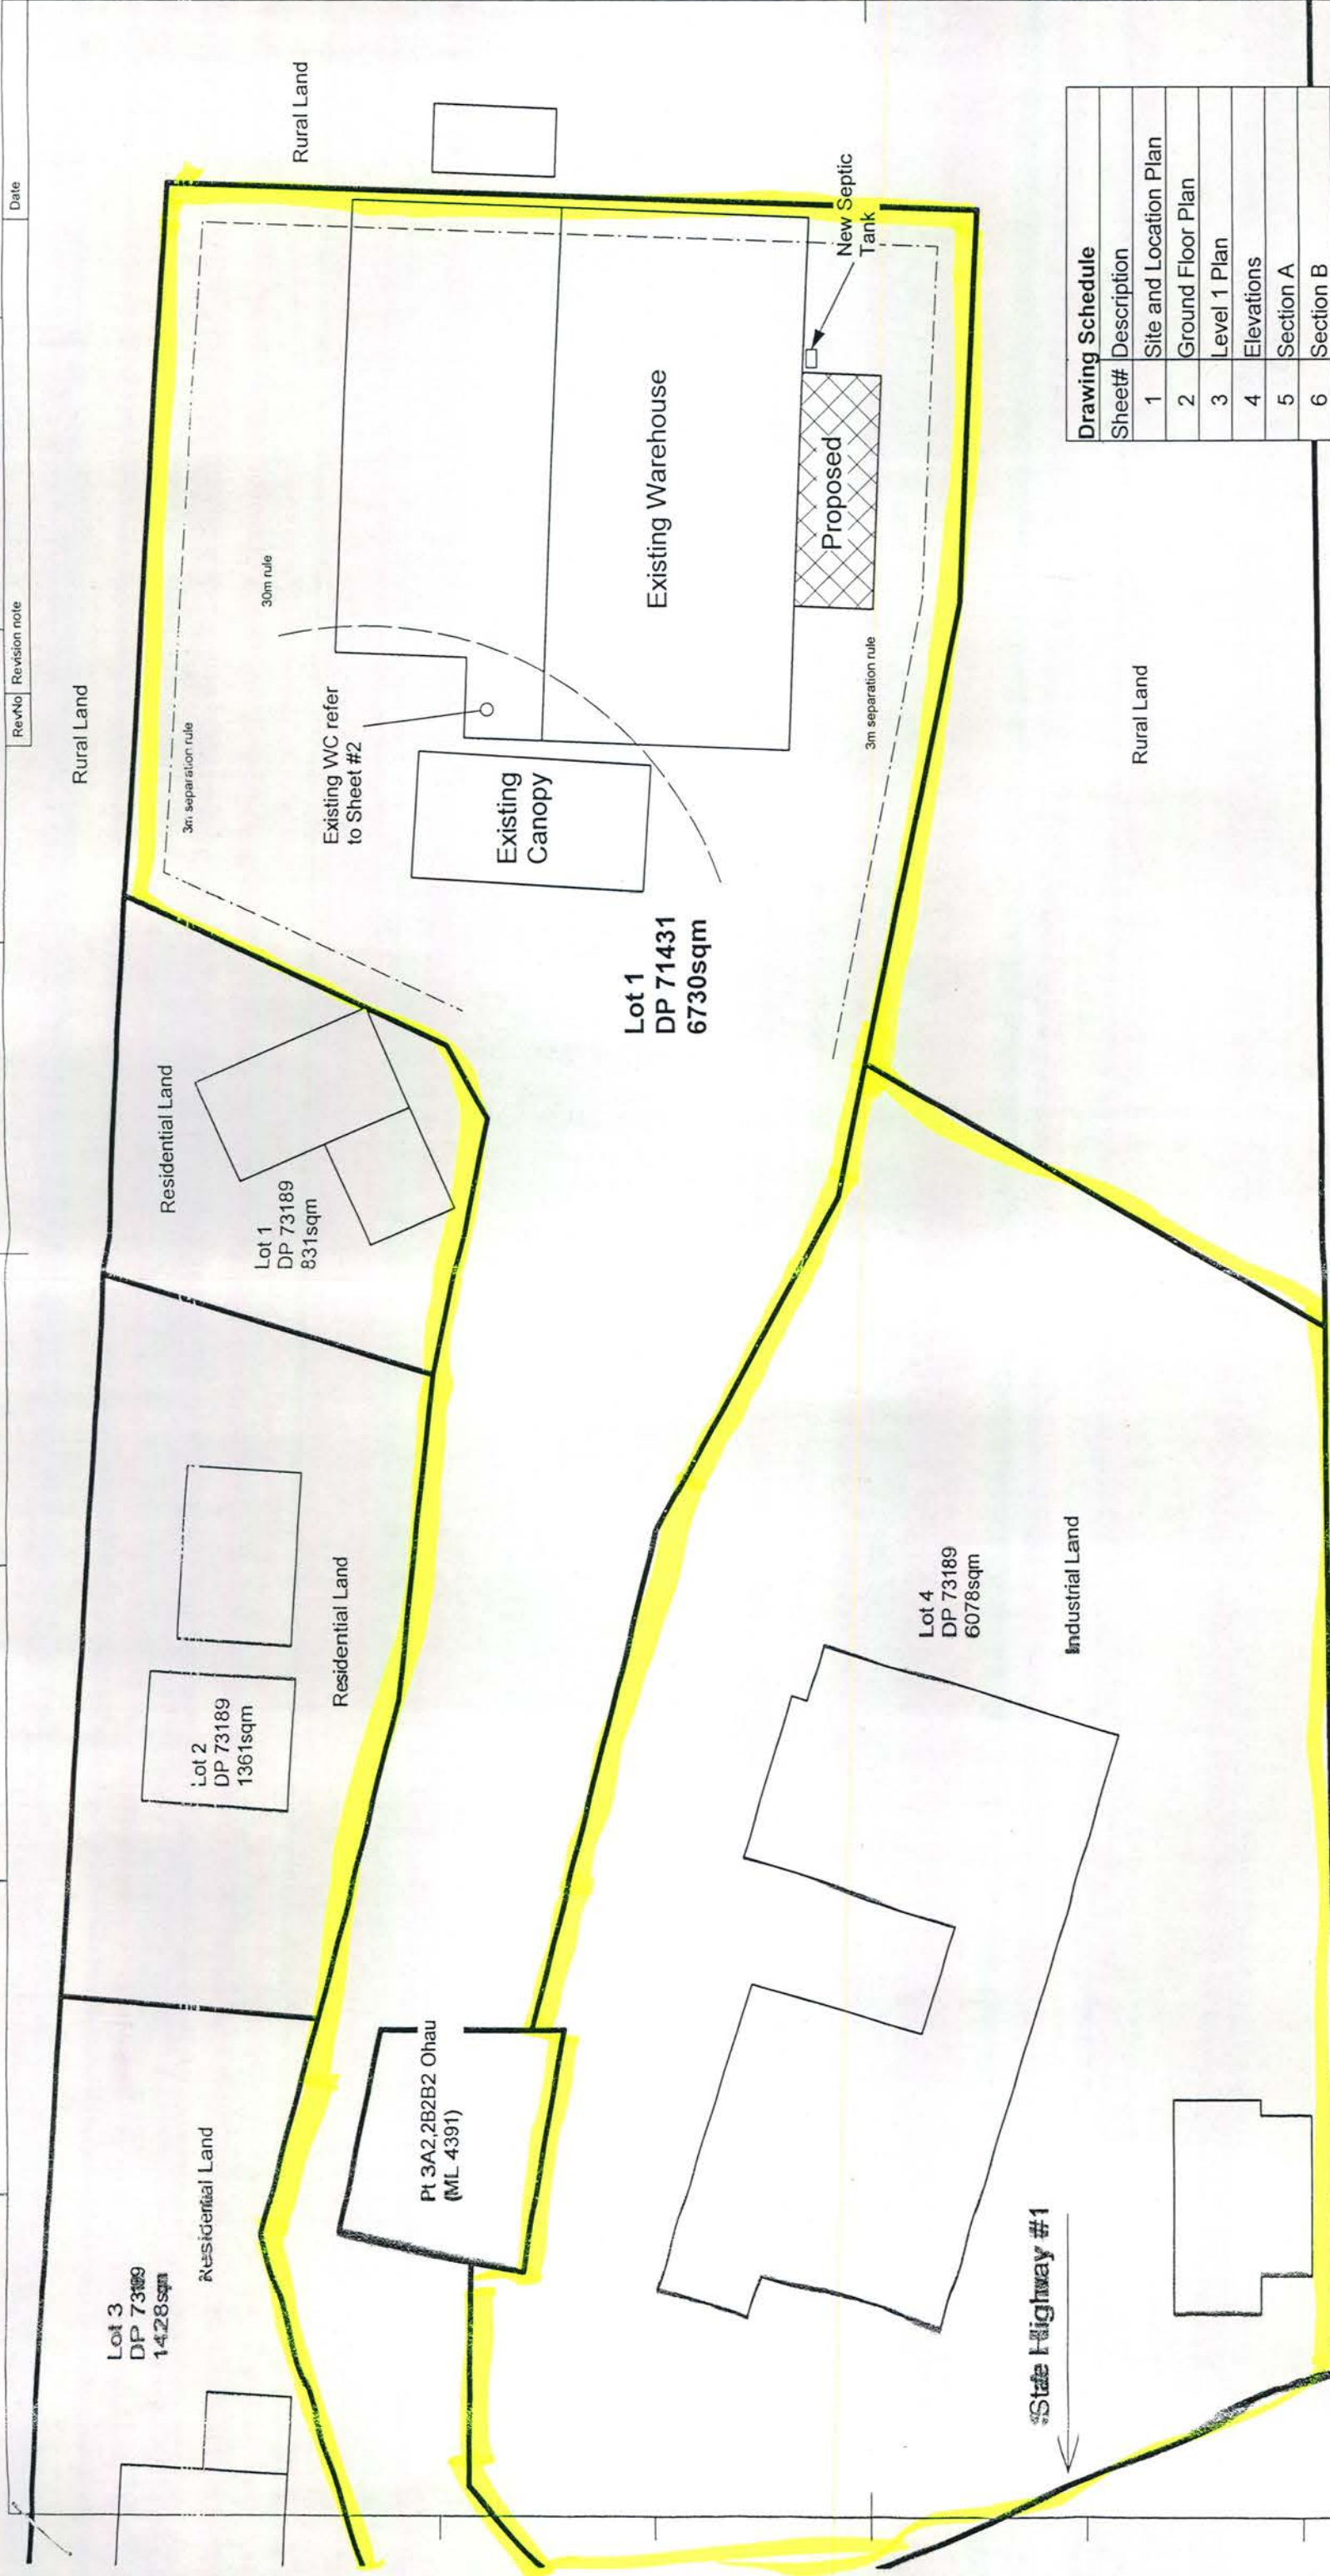 RevNo Revision note Date
Rural Land
Rural Land
3m separation rule
30m rule
Existing WC refer
to Sheet #2
Existing
Canopy
Existing Warehouse
Proposed
New Septic
Tank
3m separation rule
Lot 1
DP 71431
6730sqm
Residential Land
Lot 1
DP 73189
831sqm
Residential Land
Lot 2
DP 73189
1361sqm
Lot 3
DP 73189
1428sqm
Residential Land
Pt 3A2,2B2B2 Ohau
(ML 4391)
Lot 4
DP 73189
6078sqm
Industrial Land
State Highway #1
Rural Land
Drawing Schedule
Sheet# Description
1 Site and Location Plan
2 Ground Floor Plan
3 Level 1 Plan
4 Elevations
5 Section A
6 Section B